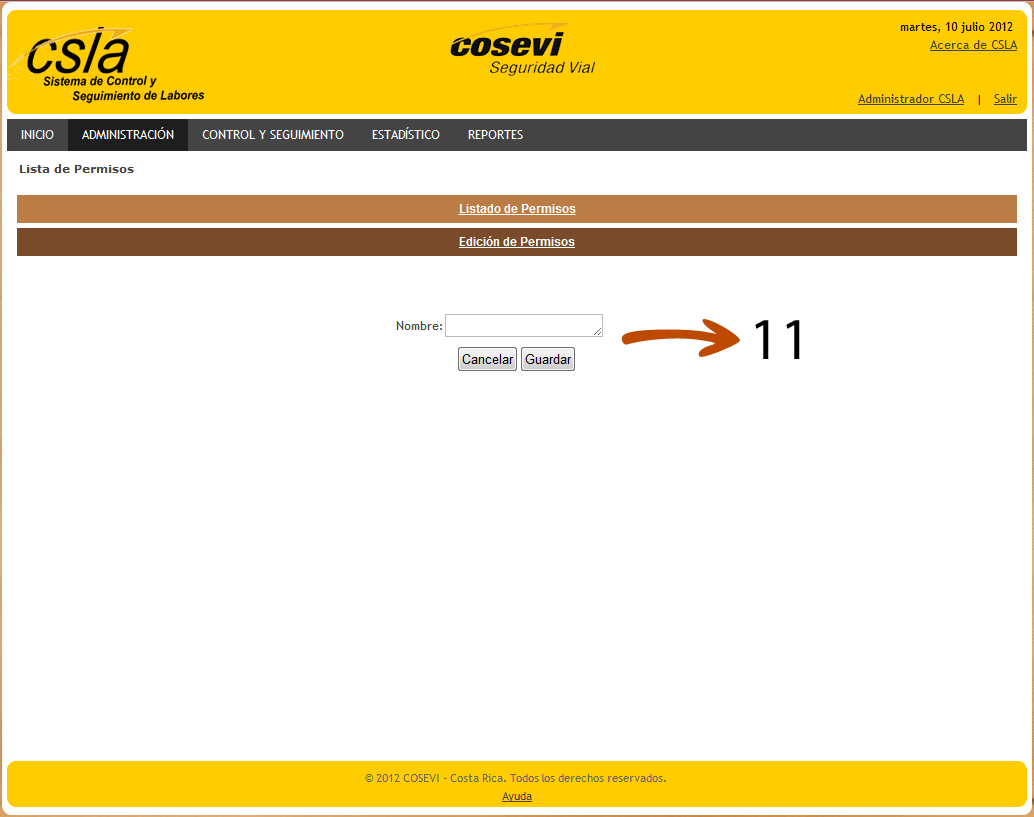 csla
Sistema de Control y
Seguimiento de Labores
cosevi
Seguridad Vial
martes, 10 julio 2012
Acerca de CSLA
Administrador CSLA | Salir
INICIO ADMINISTRACIÓN CONTROL Y SEGUIMIENTO ESTADÍSTICO REPORTES
Lista de Permisos
Listado de Permisos
Edición de Permisos
Nombre:
11
Cancelar Guardar
© 2012 COSEVI - Costa Rica. Todos los derechos reservados.
Ayuda